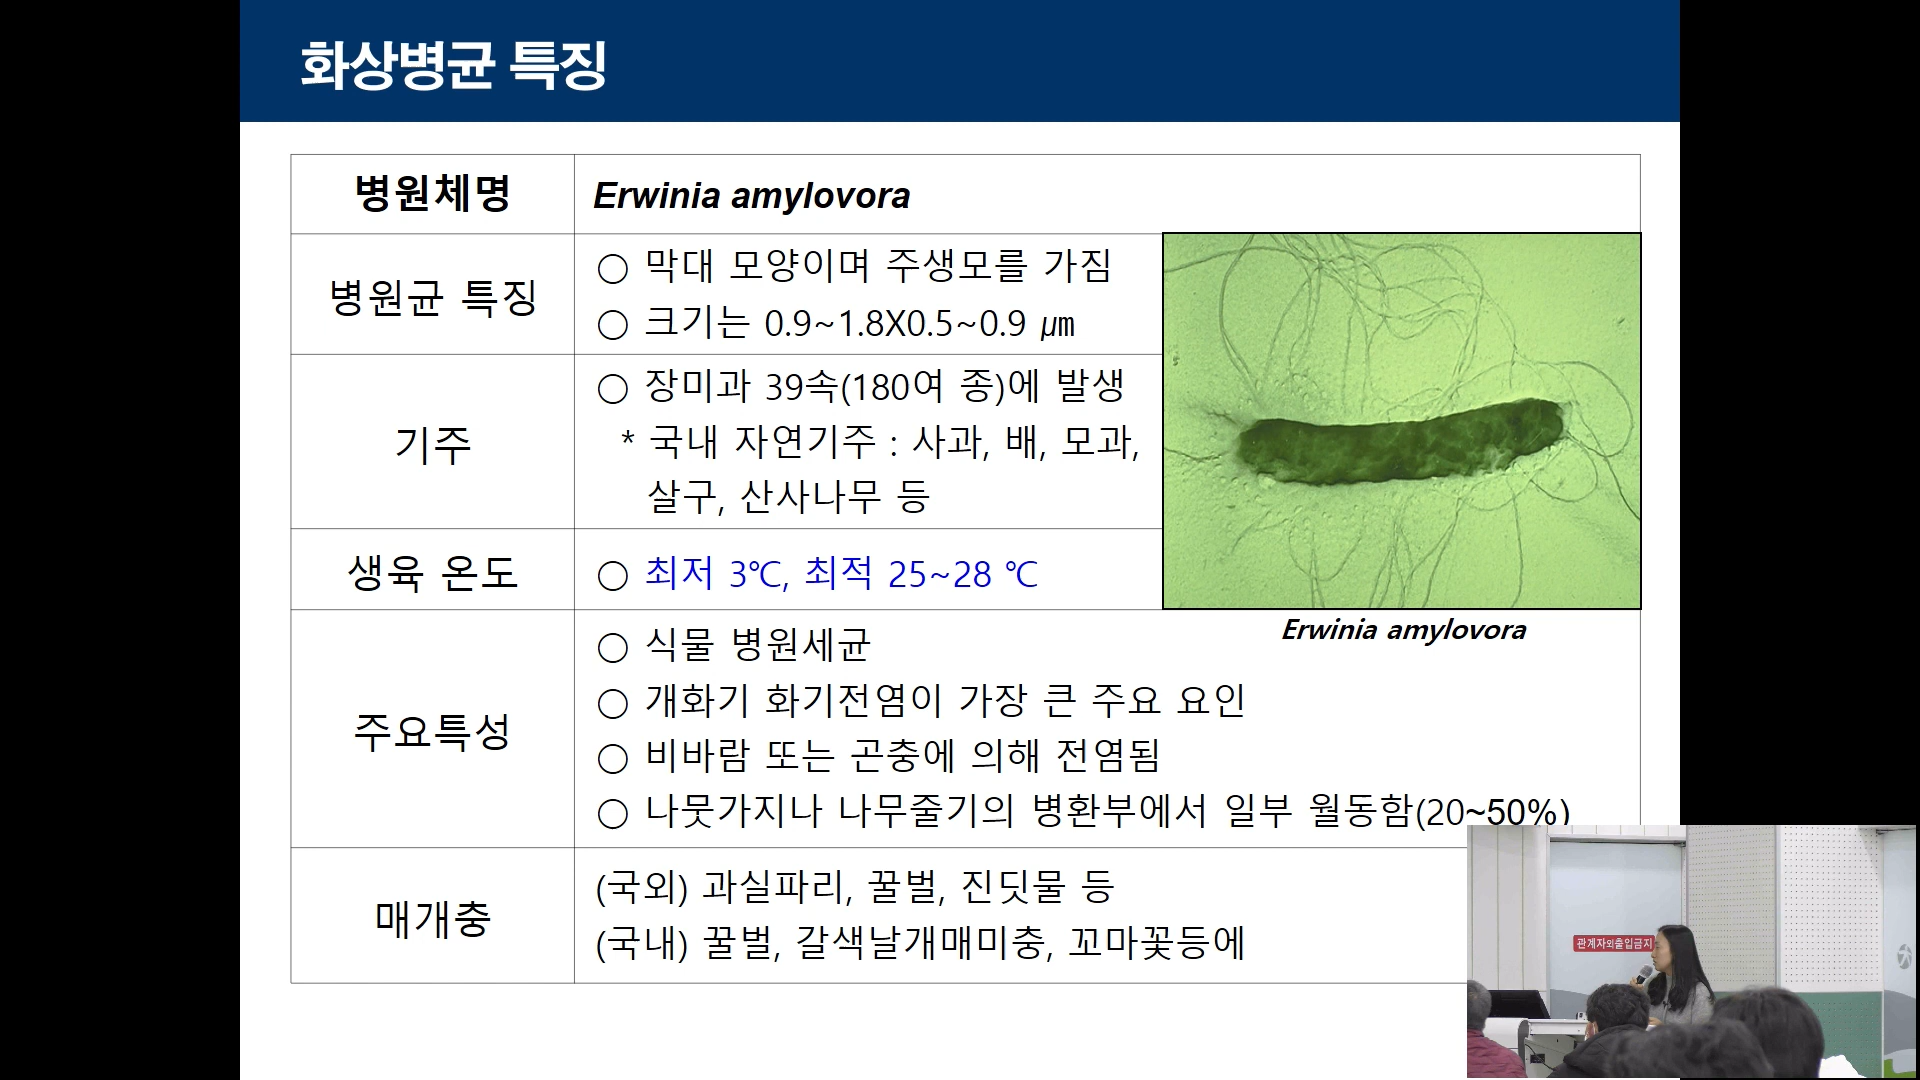 화상병균 특징
병원체명
Erwinia amylovora
병원균 특징
○ 막대 모양이며 주생모를 가짐
○ 크기는 0.9~1.8X0.5~0.9 ㎛
기주
○ 장미과 39속(180여 종)에 발생
* 국내 자연기주 : 사과, 배, 모과,
살구, 산사나무 등
생육 온도
○ 최저 3℃, 최적 25~28 ℃
Erwinia amylovora
주요특성
○ 식물 병원세균
○ 개화기 화기전염이 가장 큰 주요 요인
○ 비바람 또는 곤충에 의해 전염됨
○ 나뭇가지나 나무줄기의 병환부에서 일부 월동함(20~50%)
매개충
(국외) 과실파리, 꿀벌, 진딧물 등
(국내) 꿀벌, 갈색날개매미충, 꼬마꽃등에
관계자외출입금지